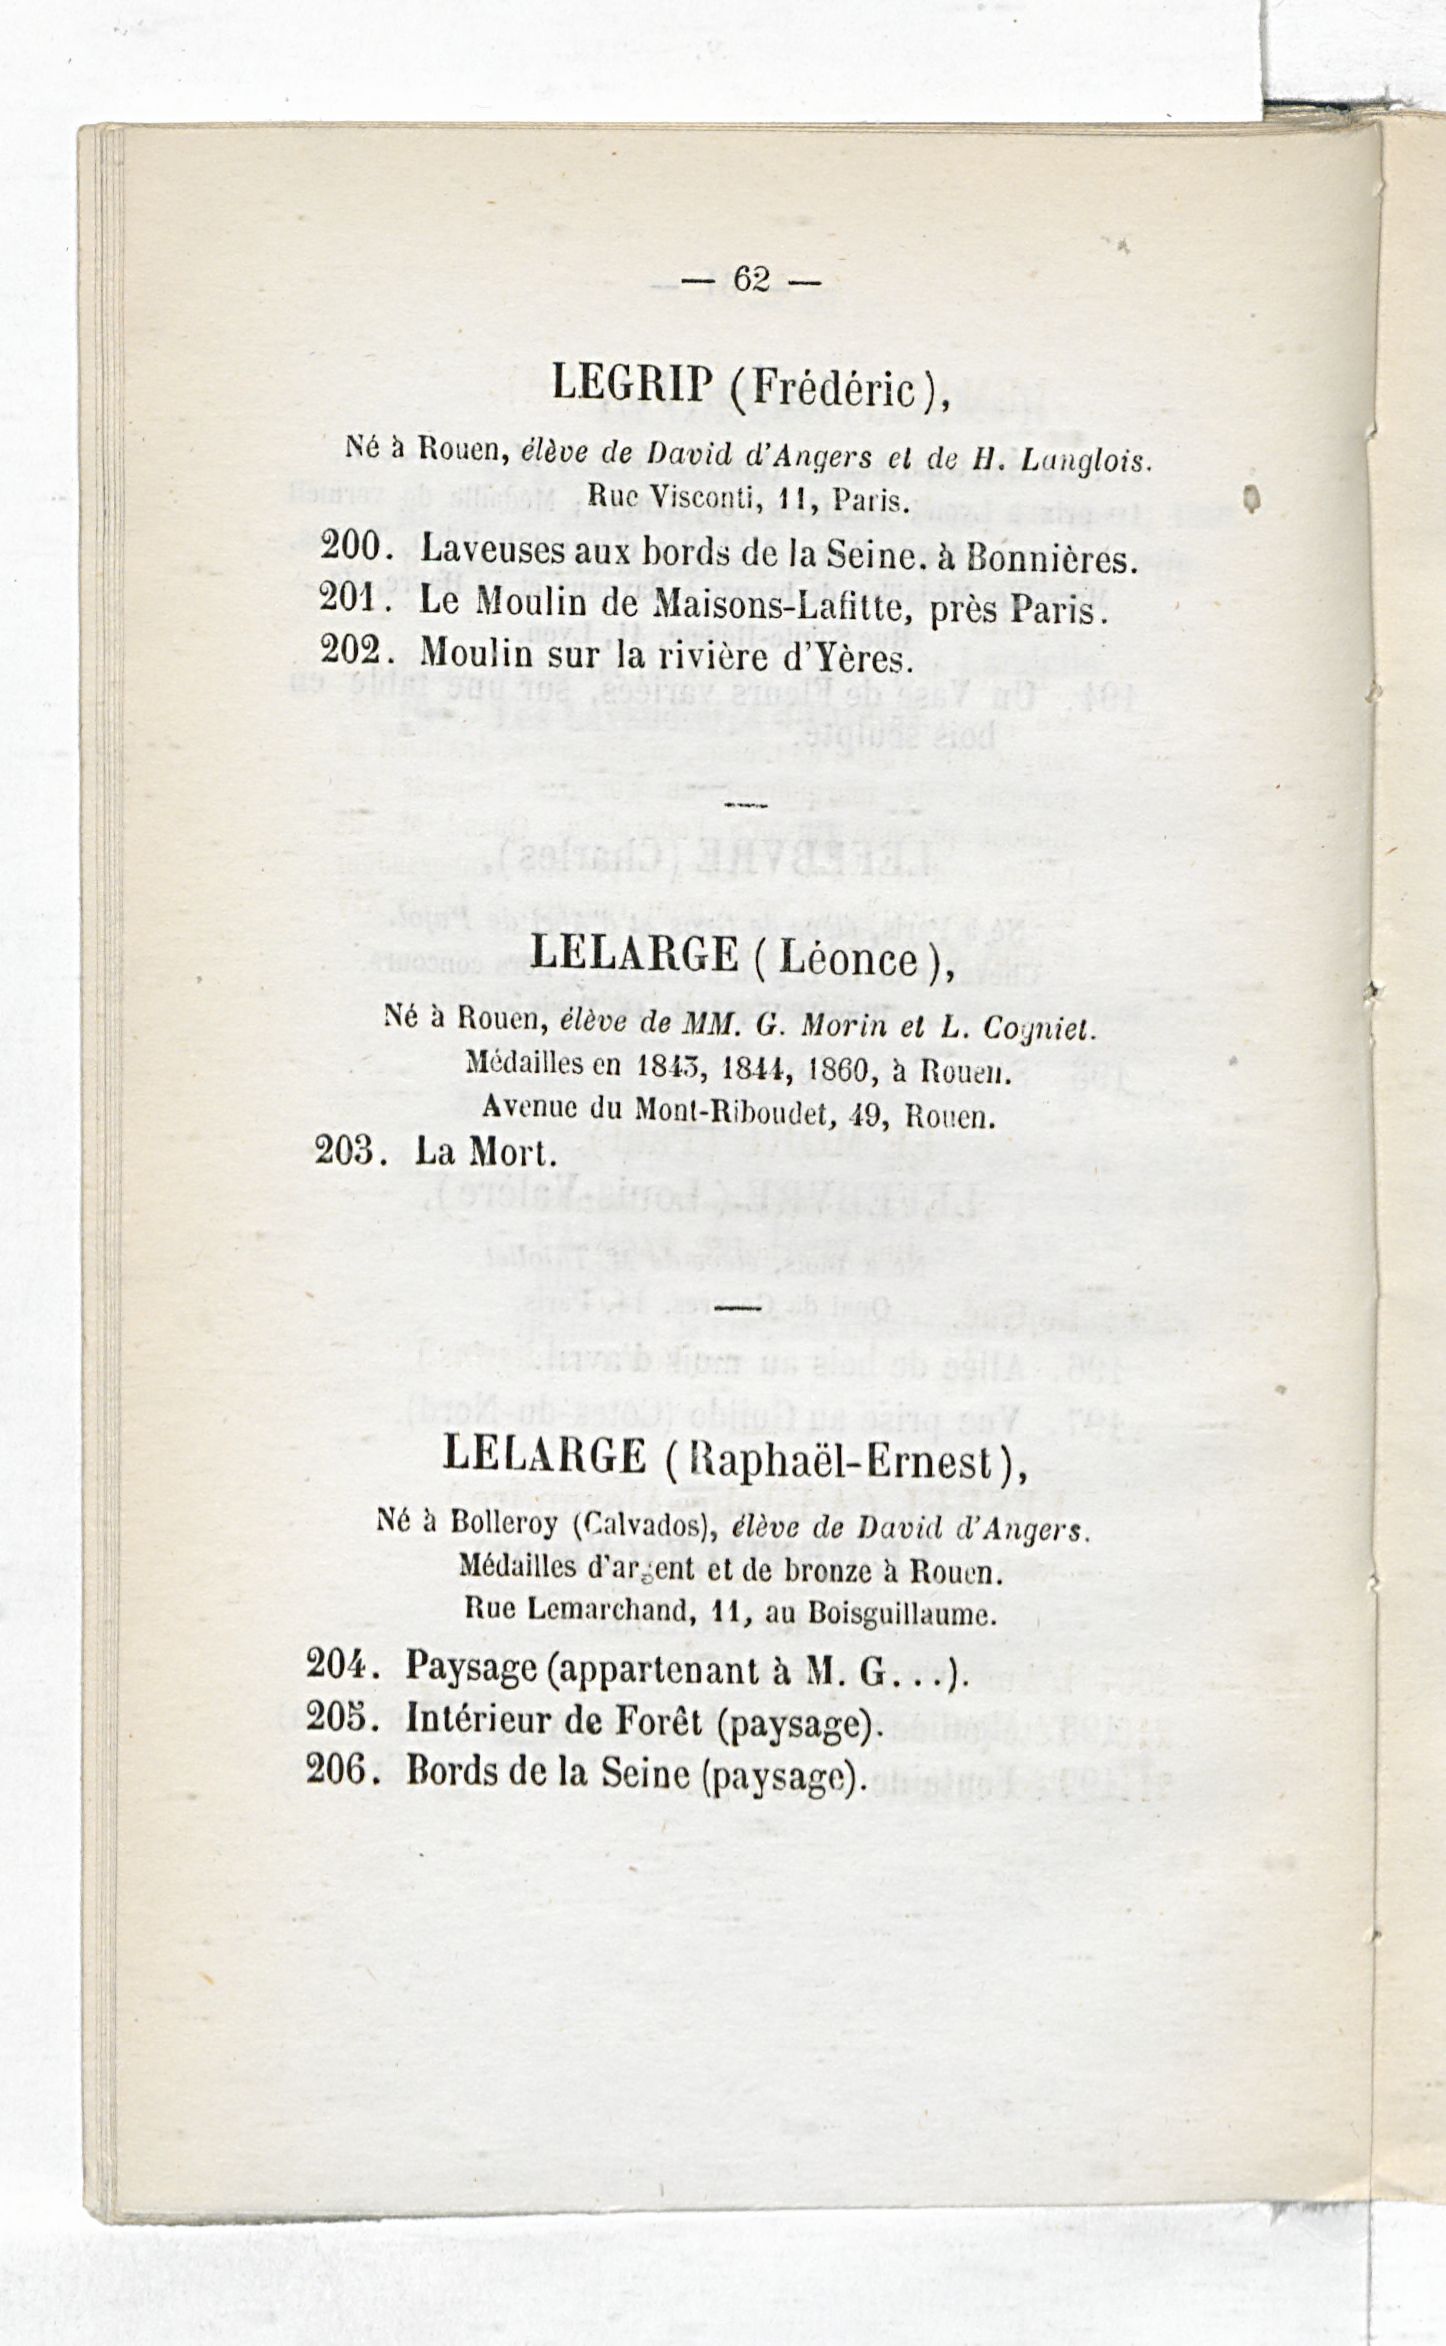 — 62 —
LEGRIP (Frédéric),
Né à Rouen, élève de David d'Angers et de H. Langlois.
Rue Visconti, 11, Paris.
200. Laveuses aux bords de la Seine. à Bonnières.
201. Le Moulin de Maisons-Lafitte, près Paris.
202. Moulin sur la rivière d'Yères.
LELARGE (Léonce),
Né à Rouen, élève de MM. G. Morin et L. Cogniet.
Médailles en 1843, 1844, 1860, à Rouen.
Avenue du Mont-Riboudet, 49, Rouen.
203. La Mort.
LELARGE (Raphaël-Ernest),
Né à Bolleroy (Calvados), élève de David d'Angers.
Médailles d'argent et de bronze à Rouen.
Rue Lemarchand, 11, au Boisguillaume.
204. Paysage (appartenant à M. G...).
205. Intérieur de Forêt (paysage).
206. Bords de la Seine (paysage).